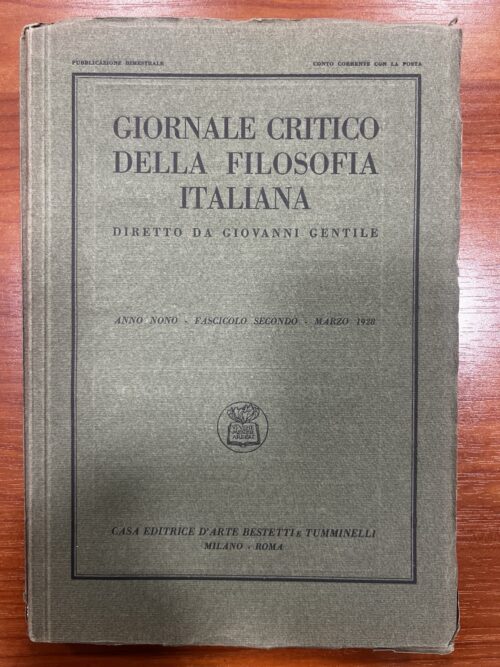 PUBBLICAZIONE BIMESTRALE
CONTO CORRENTE CON LA POSTA
GIORNALE CRITICO
DELLA FILOSOFIA
ITALIANA
DIRETTO DA GIOVANNI GENTILE
ANNO NONO - FASCICOLO SECONDO - MARZO 1928
CASA EDITRICE D'ARTE BESTETTI E TUMMINELLI
MILANO - ROMA